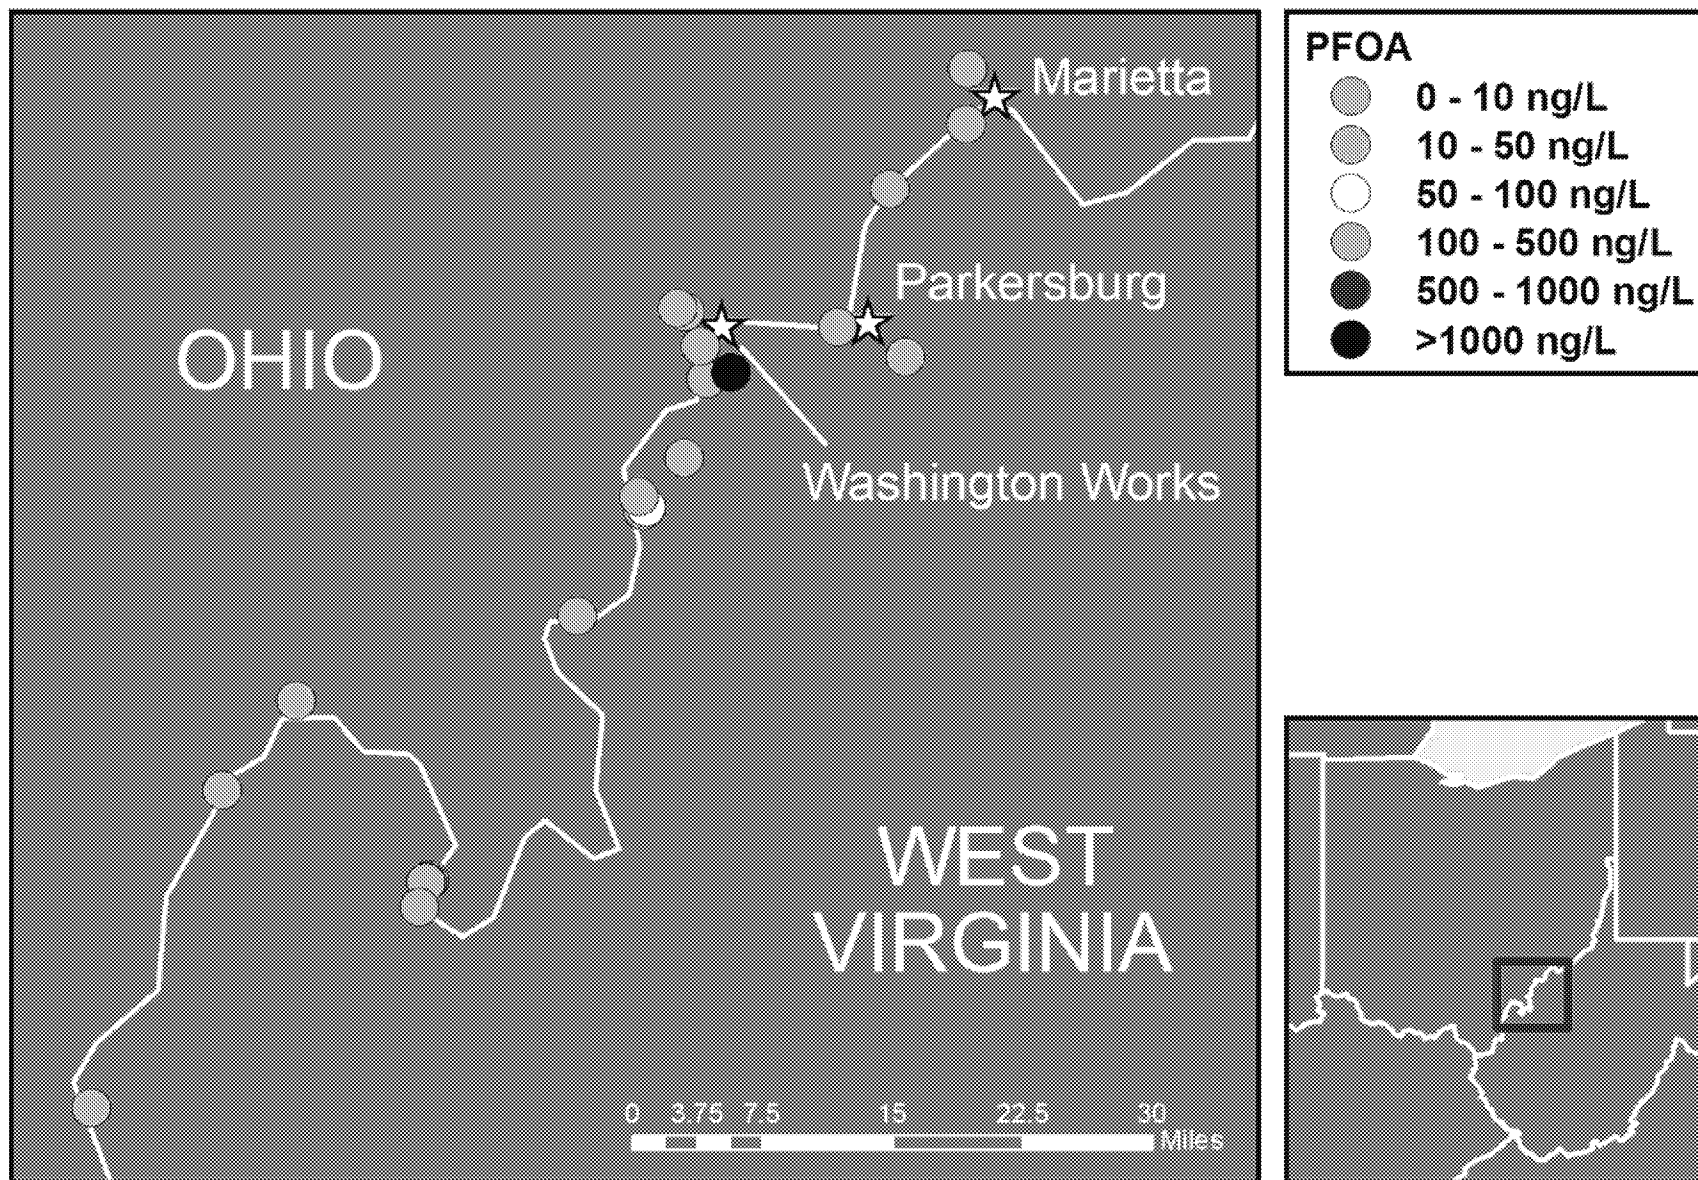 Marietta
Parkersburg
OHIO
Washington Works
WEST
VIRGINIA
0 3.75 7.5 15 22.5 30
Miles
PFOA
0 - 10 ng/L
10 - 50 ng/L
50 - 100 ng/L
100 - 500 ng/L
500 - 1000 ng/L
>1000 ng/L